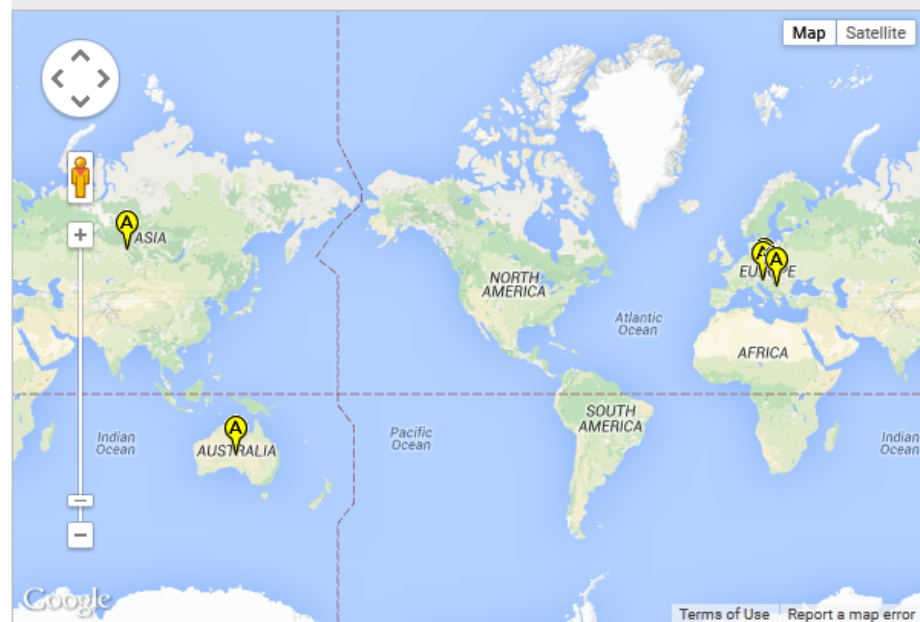 Map Satellite
A
ASIA
NORTH
AMERICA
A
A
EUROPE
Atlantic
Ocean
AFRICA
SOUTH
AMERICA
A
AUSTRALIA
Indian
Ocean
Pacific
Ocean
Indian
Ocean
Google
Terms of Use Report a map error